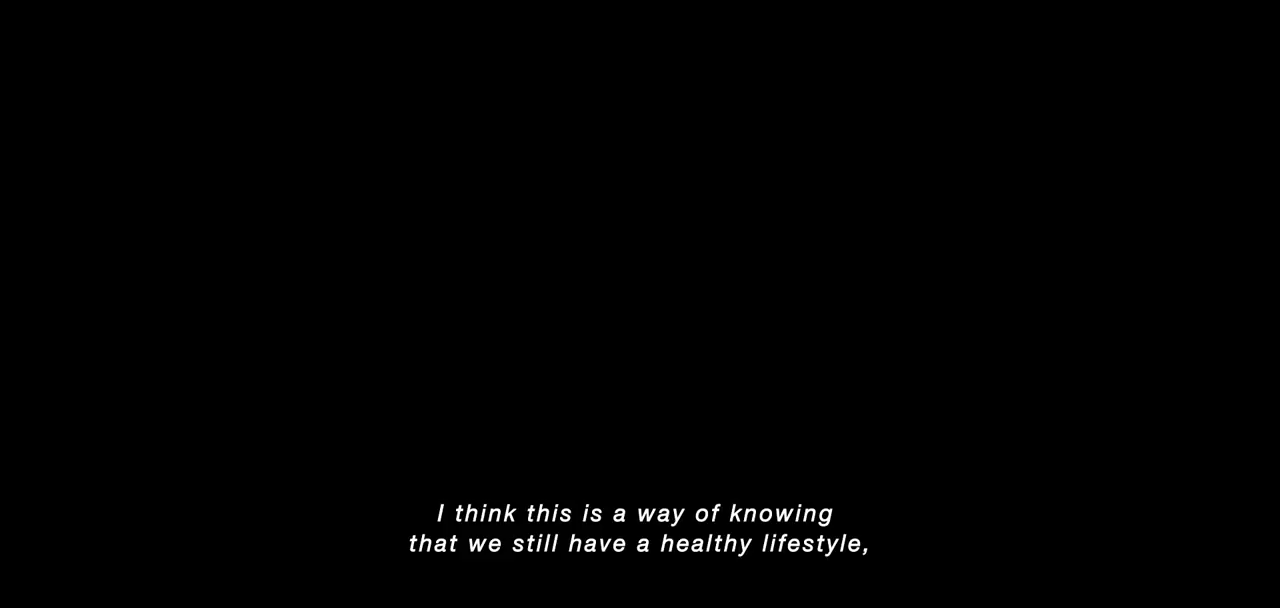 I think this is a way of knowing
that we still have a healthy lifestyle,